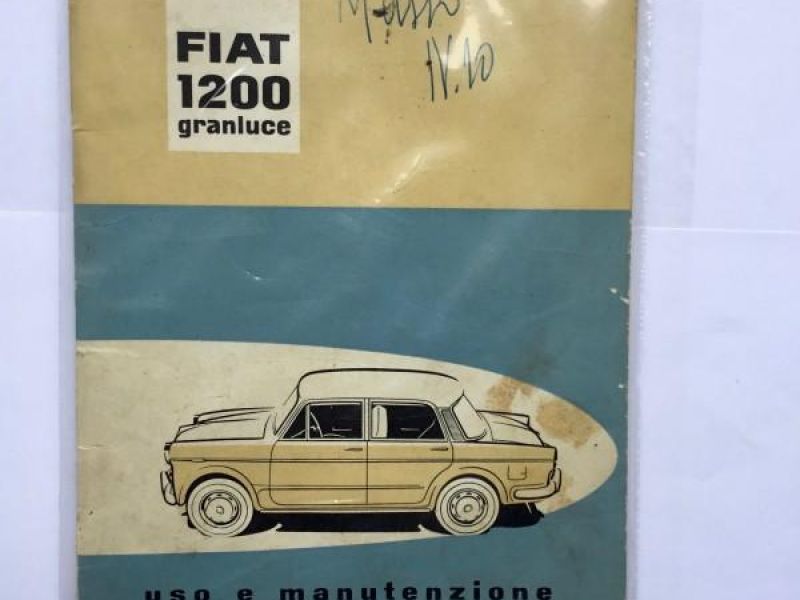 FIAT
1200
granluce
IV.10
uso e manutenzione